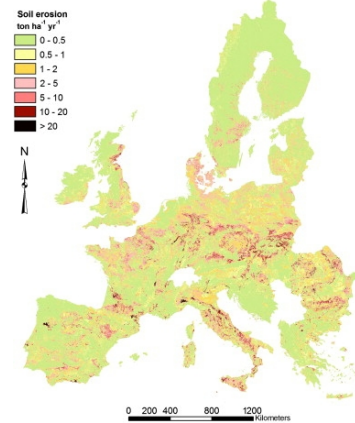 Soil erosion
ton ha⁻¹ yr⁻¹
0 - 0.5
0.5 - 1
1 - 2
2 - 5
5 - 10
10 - 20
> 20
N
0 200 400 800 1200
Kilometers